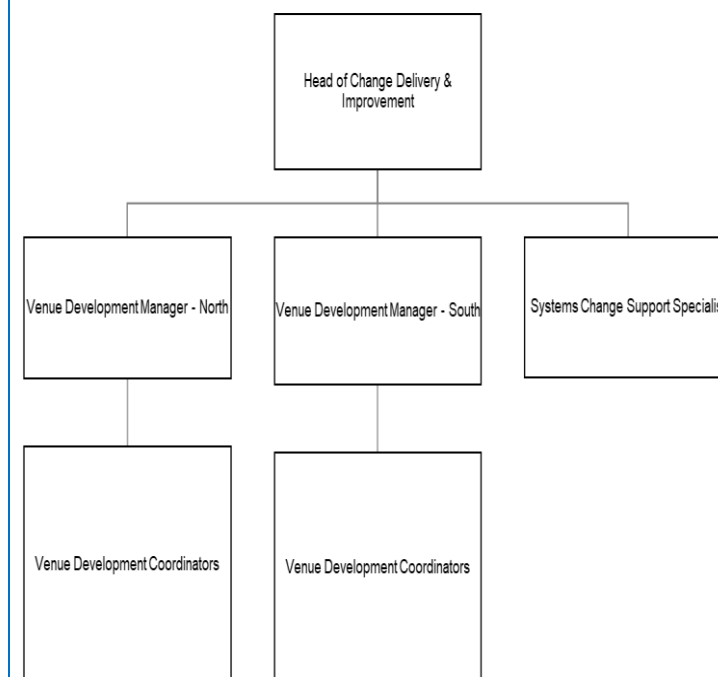 Head of Change Delivery &
Improvement
Venue Development Manager - North
Venue Development Manager - South
Systems Change Support Specialis
Venue Development Coordinators
Venue Development Coordinators